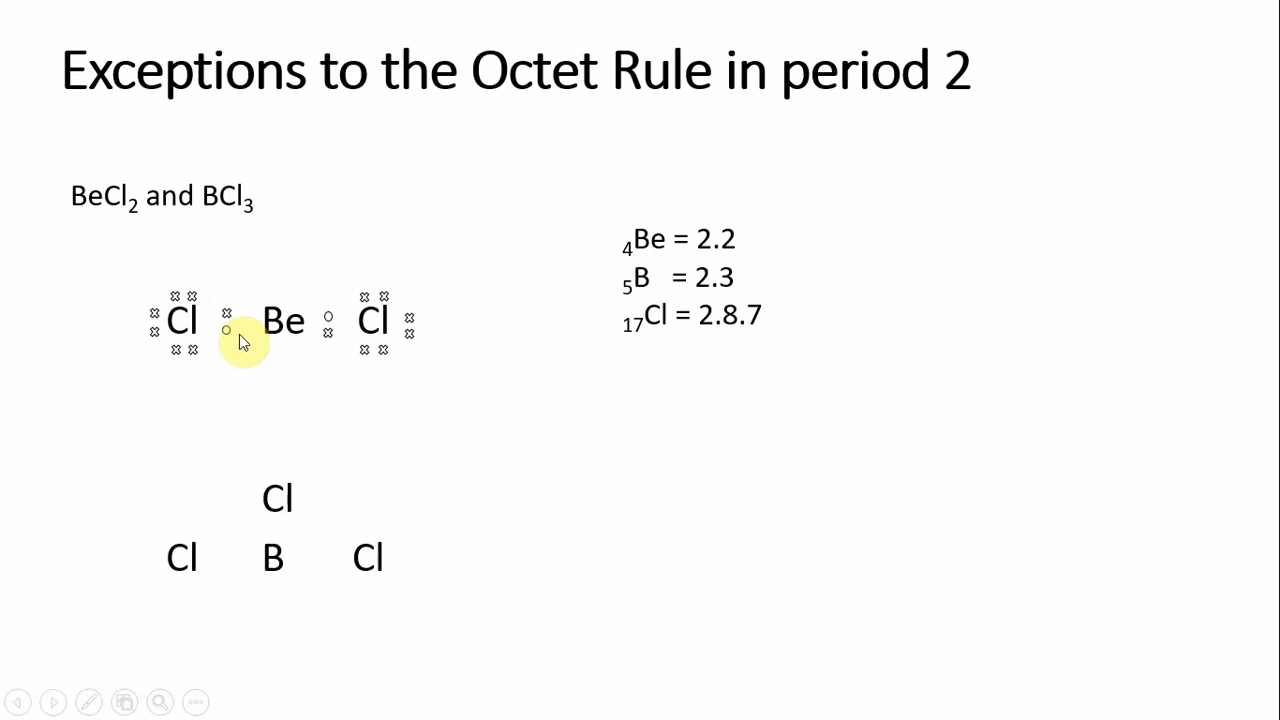 Exceptions to the Octet Rule in period 2
BeCl₂ and BCl₃
₄Be = 2.2
₅B = 2.3
₁₇Cl = 2.8.7
Cl Be Cl
Cl
Cl B Cl